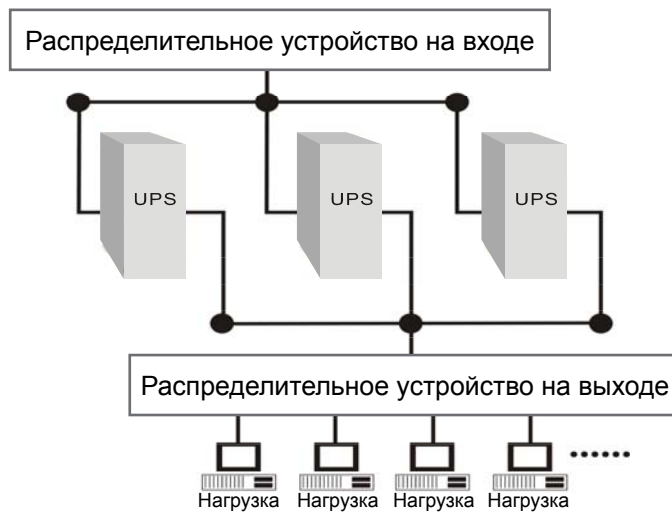 Распределительное устройство на входе
UPS UPS UPS
Распределительное устройство на выходе
Нагрузка Нагрузка Нагрузка Нагрузка